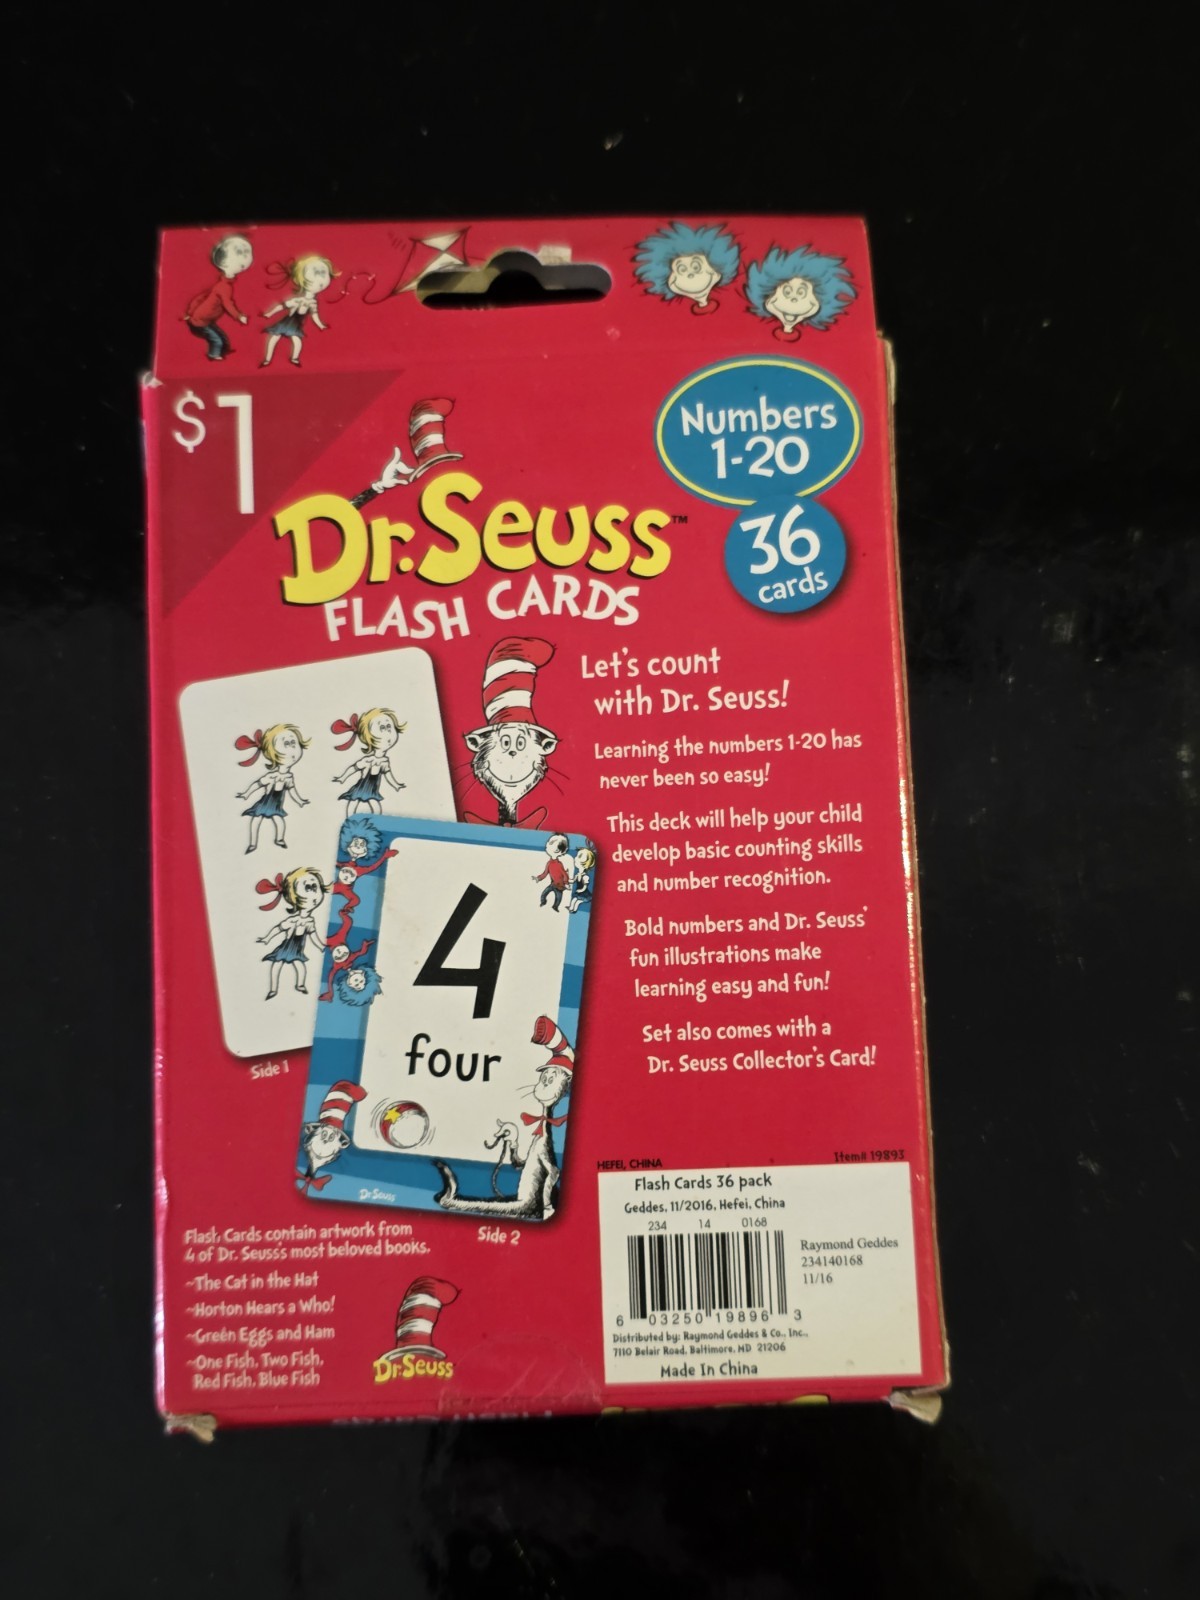 $1
Numbers
1-20
36
cards
Dr. Seuss™
FLASH CARDS
Let's count
with Dr. Seuss!
Learning the numbers 1-20 has
never been so easy!
This deck will help your child
develop basic counting skills
and number recognition.
Bold numbers and Dr. Seuss'
fun illustrations make
learning easy and fun!
Set also comes with a
Dr. Seuss Collector's Card!
4
four
Dr. Seuss
Side 1
Side 2
Flash Cards contain artwork from
4 of Dr. Seuss's most beloved books.
~The Cat in the Hat
~Horton Hears a Who!
~Green Eggs and Ham
~One Fish, Two Fish,
Red Fish, Blue Fish
Dr. Seuss
HEFEI, CHINA
Item# 19893
Flash Cards 36 pack
Geddes, 11/2016, Hefei, China
234 14 0168
Raymond Geddes
234140168
11/16
6 03250 19896 3
Distributed by: Raymond Geddes & Co., Inc.,
7110 Belair Road, Baltimore, MD 21206
Made In China